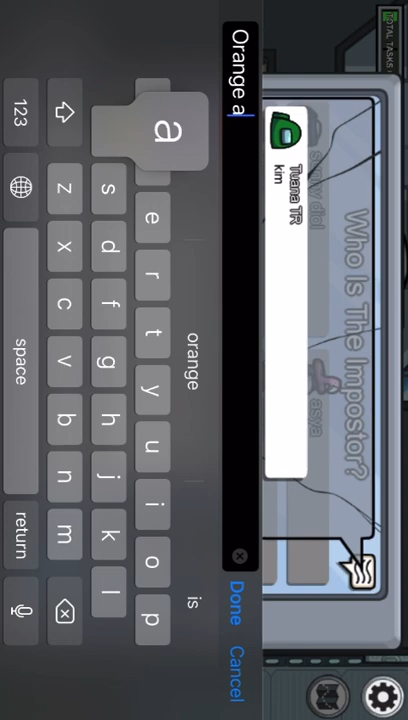 TOTAL TASKS
Who Is The Impostor?
asya
Tuana TR
kim
Orange a
Done
Cancel
orange
is
a
e r t y u i o p
s d f g h j k l
z x c v b n m
123
space
return